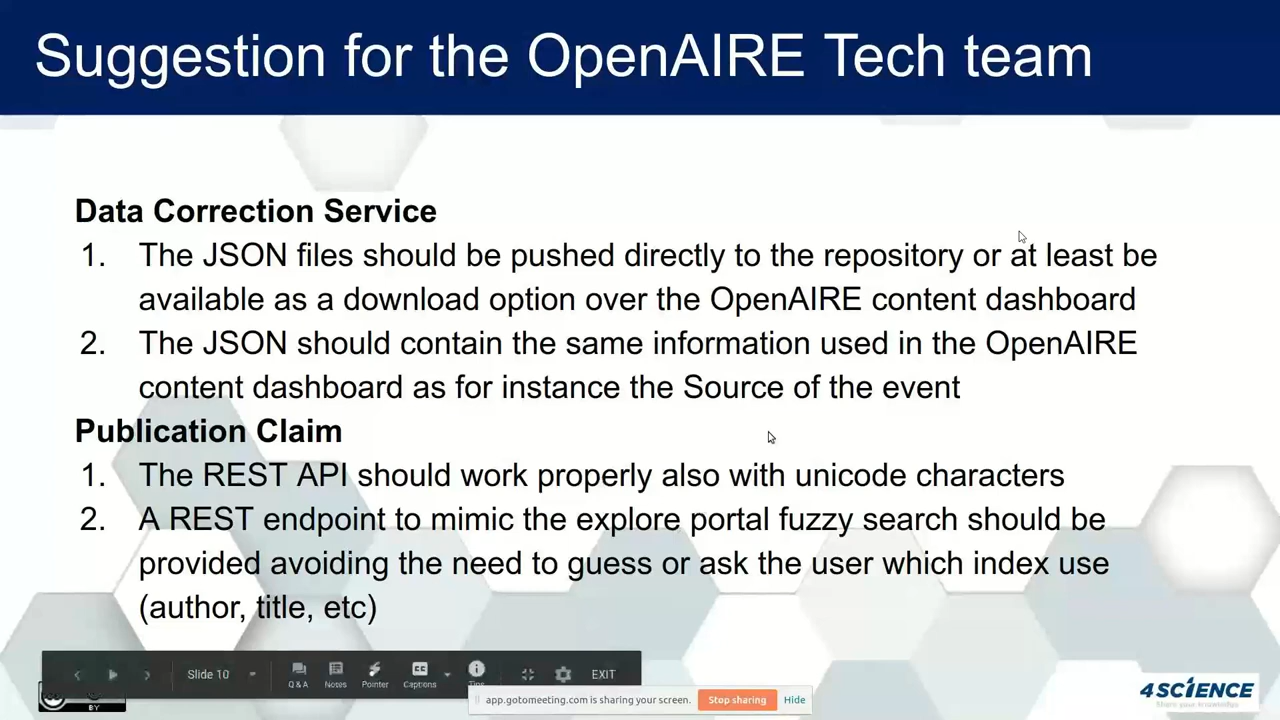 Suggestion for the OpenAIRE Tech team
Data Correction Service
1. The JSON files should be pushed directly to the repository or at least be
available as a download option over the OpenAIRE content dashboard
2. The JSON should contain the same information used in the OpenAIRE
content dashboard as for instance the Source of the event
Publication Claim
1. The REST API should work properly also with unicode characters
2. A REST endpoint to mimic the explore portal fuzzy search should be
provided avoiding the need to guess or ask the user which index use
(author, title, etc)
Slide 10
Q & A
Notes
Pointer
Captions
EXIT
app.gotomeeting.com is sharing your screen.
Stop sharing
Hide
BY
4SCIENCE
Share your knowledge